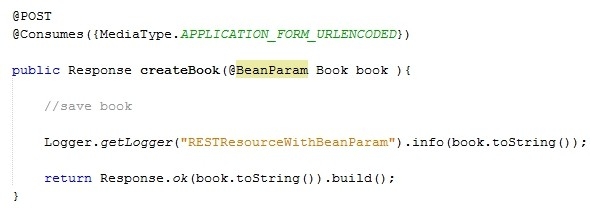 @POST
@Consumes({MediaType.APPLICATION_FORM_URLENCODED})
public Response createBook(@BeanParam Book book ){
//save book
Logger.getLogger("RESTResourceWithBeanParam").info(book.toString());
return Response.ok(book.toString()).build();
}